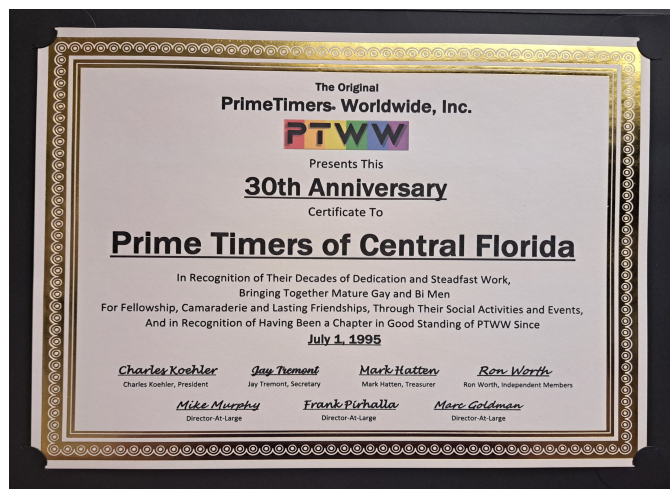 The Original
PrimeTimers® Worldwide, Inc.
PTWW
Presents This
30th Anniversary
Certificate To
Prime Timers of Central Florida
In Recognition of Their Decades of Dedication and Steadfast Work,
Bringing Together Mature Gay and Bi Men
For Fellowship, Camaraderie and Lasting Friendships, Through Their Social Activities and Events,
And in Recognition of Having Been a Chapter in Good Standing of PTWW Since
July 1, 1995
Charles Koehler Jay Tremont Mark Hatten Ron Worth
Charles Koehler, President Jay Tremont, Secretary Mark Hatten, Treasurer Ron Worth, Independent Members
Mike Murphy Frank Pirhalla Marc Goldman
Director-At-Large Director-At-Large Director-At-Large